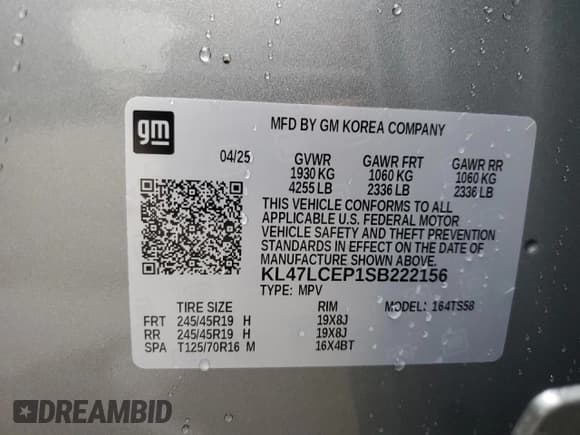 gm
MFD BY GM KOREA COMPANY
04/25 GVWR GAWR FRT GAWR RR
1930 KG 1060 KG 1060 KG
4255 LB 2336 LB 2336 LB
THIS VEHICLE CONFORMS TO ALL
APPLICABLE U.S. FEDERAL MOTOR
VEHICLE SAFETY AND THEFT PREVENTION
STANDARDS IN EFFECT ON THE DATE OF
MANUFACTURE SHOWN ABOVE.
KL47LCEP1SB222156
TYPE: MPV MODEL: 164TS58
TIRE SIZE RIM
FRT 245/45R19 H 19X8J
RR 245/45R19 H 19X8J
SPA T125/70R16 M 16X4BT
DREAMBID